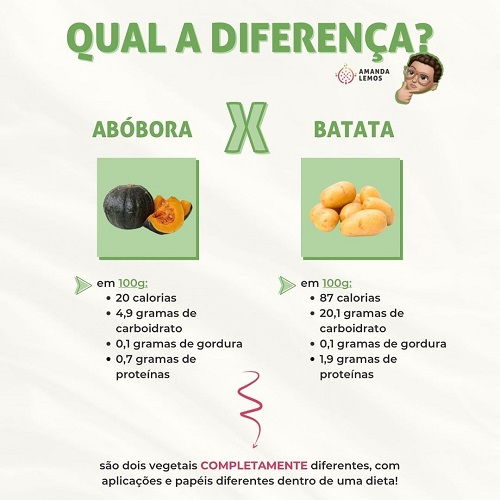 QUAL A DIFERENÇA?
AMANDA
LEMOS
ABÓBORA X BATATA
em 100g:
20 calorias
4,9 gramas de
carboidrato
0,1 gramas de gordura
0,7 gramas de
proteínas
em 100g:
87 calorias
20,1 gramas de
carboidrato
0,1 gramas de gordura
1,9 gramas de
proteínas
são dois vegetais COMPLETAMENTE diferentes, com
aplicações e papéis diferentes dentro de uma dieta!